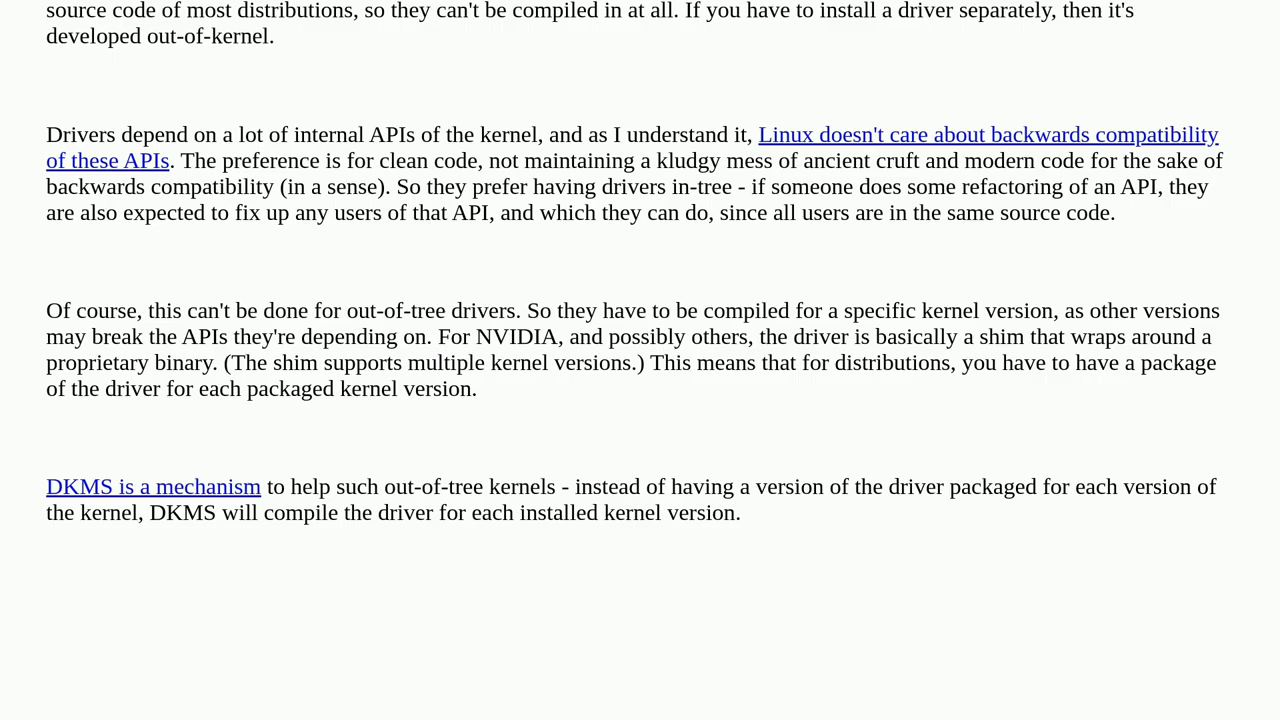 source code of most distributions, so they can't be compiled in at all. If you have to install a driver separately, then it's
developed out-of-kernel.
Drivers depend on a lot of internal APIs of the kernel, and as I understand it, Linux doesn't care about backwards compatibility
of these APIs. The preference is for clean code, not maintaining a kludgy mess of ancient cruft and modern code for the sake of
backwards compatibility (in a sense). So they prefer having drivers in-tree - if someone does some refactoring of an API, they
are also expected to fix up any users of that API, and which they can do, since all users are in the same source code.
Of course, this can't be done for out-of-tree drivers. So they have to be compiled for a specific kernel version, as other versions
may break the APIs they're depending on. For NVIDIA, and possibly others, the driver is basically a shim that wraps around a
proprietary binary. (The shim supports multiple kernel versions.) This means that for distributions, you have to have a package
of the driver for each packaged kernel version.
DKMS is a mechanism to help such out-of-tree kernels - instead of having a version of the driver packaged for each version of
the kernel, DKMS will compile the driver for each installed kernel version.